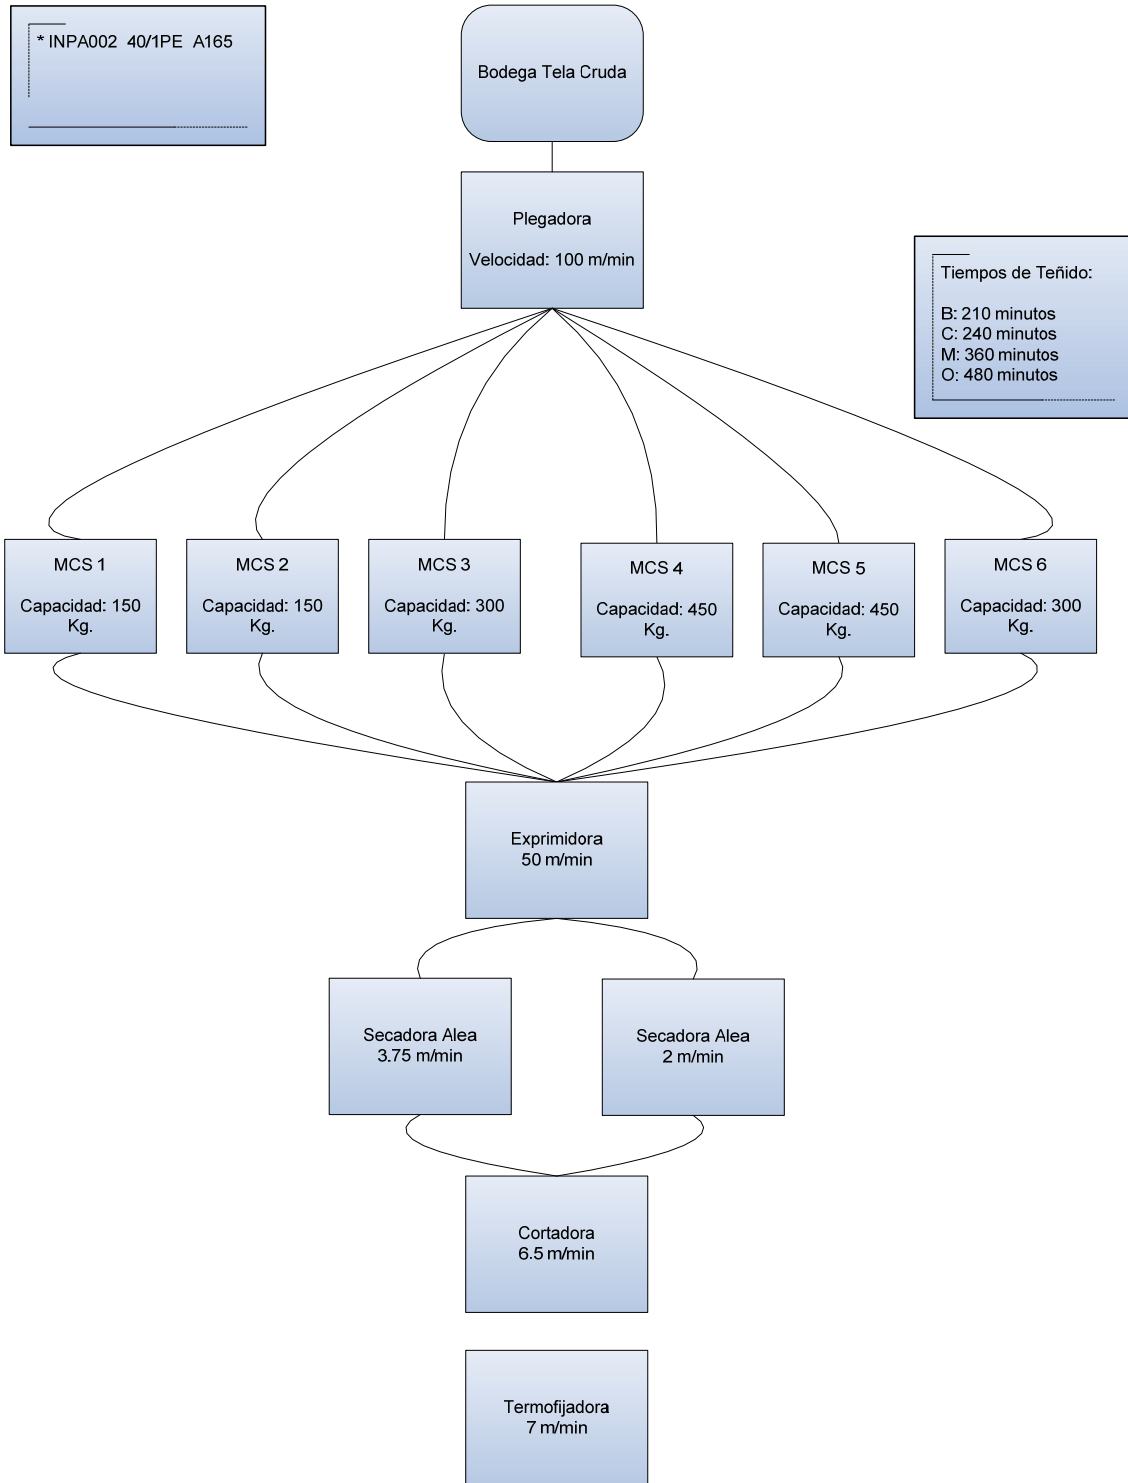 * INPA002 40/1PE A165
Bodega Tela Cruda
Plegadora
Velocidad: 100 m/min
Tiempos de Teñido:
B: 210 minutos
C: 240 minutos
M: 360 minutos
O: 480 minutos
MCS 1
Capacidad: 150
Kg.
MCS 2
Capacidad: 150
Kg.
MCS 3
Capacidad: 300
Kg.
MCS 4
Capacidad: 450
Kg.
MCS 5
Capacidad: 450
Kg.
MCS 6
Capacidad: 300
Kg.
Exprimidora
50 m/min
Secadora Alea
3.75 m/min
Secadora Alea
2 m/min
Cortadora
6.5 m/min
Termofijadora
7 m/min